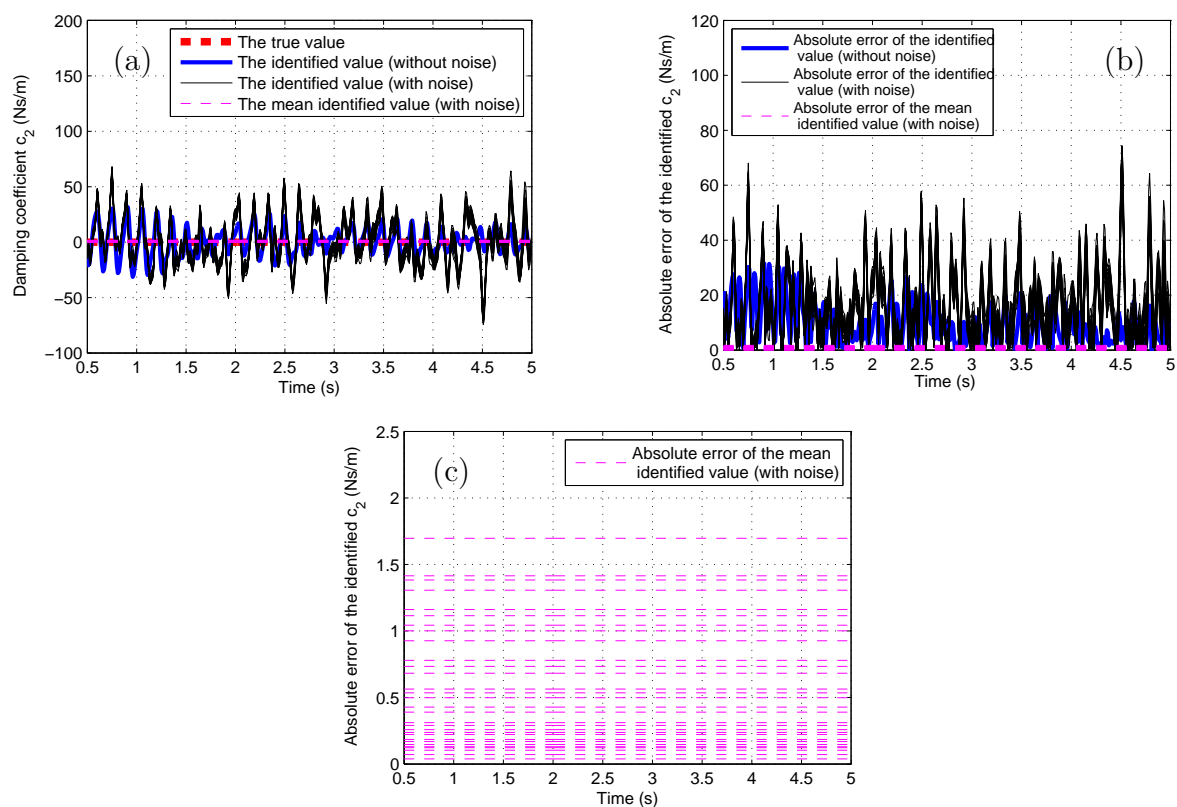 200
150
100
50
0
−50
−100
0.5 1 1.5 2 2.5 3 3.5 4 4.5 5
Time (s)
Damping coefficient c2 (Ns/m)
(a)
The true value
The identified value (without noise)
The identified value (with noise)
The mean identified value (with noise)
120
100
80
60
40
20
0
0.5 1 1.5 2 2.5 3 3.5 4 4.5 5
Time (s)
Absolute error of the identified c2 (Ns/m)
(b)
Absolute error of the identified
value (without noise)
Absolute error of the identified
value (with noise)
Absolute error of the mean
identified value (with noise)
2.5
2
1.5
1
0.5
0
0.5 1 1.5 2 2.5 3 3.5 4 4.5 5
Time (s)
Absolute error of the identified c2 (Ns/m)
(c)
Absolute error of the mean
identified value (with noise)